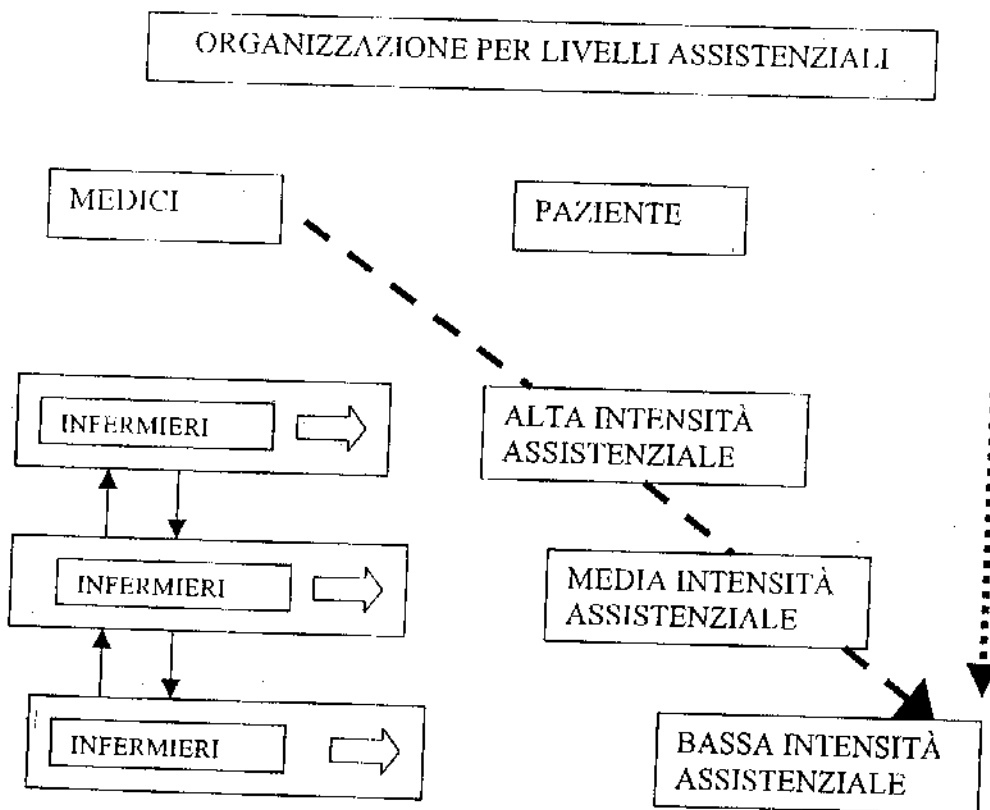 ORGANIZZAZIONE PER LIVELLI ASSISTENZIALI
MEDICI
PAZIENTE
INFERMIERI
ALTA INTENSITÀ
ASSISTENZIALE
INFERMIERI
MEDIA INTENSITÀ
ASSISTENZIALE
INFERMIERI
BASSA INTENSITÀ
ASSISTENZIALE